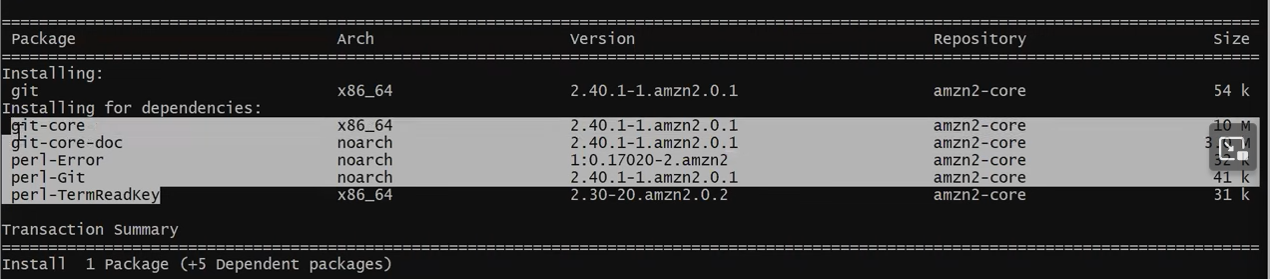 ================================================================================
Package Arch Version Repository Size
================================================================================
Installing:
git x86_64 2.40.1-1.amzn2.0.1 amzn2-core 54 k
Installing for dependencies:
git-core x86_64 2.40.1-1.amzn2.0.1 amzn2-core 10 M
git-core-doc noarch 2.40.1-1.amzn2.0.1 amzn2-core M
perl-Error noarch 1:0.17020-2.amzn2 amzn2-core 32 k
perl-Git noarch 2.40.1-1.amzn2.0.1 amzn2-core 41 k
perl-TermReadKey x86_64 2.30-20.amzn2.0.2 amzn2-core 31 k
Transaction Summary
================================================================================
Install 1 Package (+5 Dependent packages)